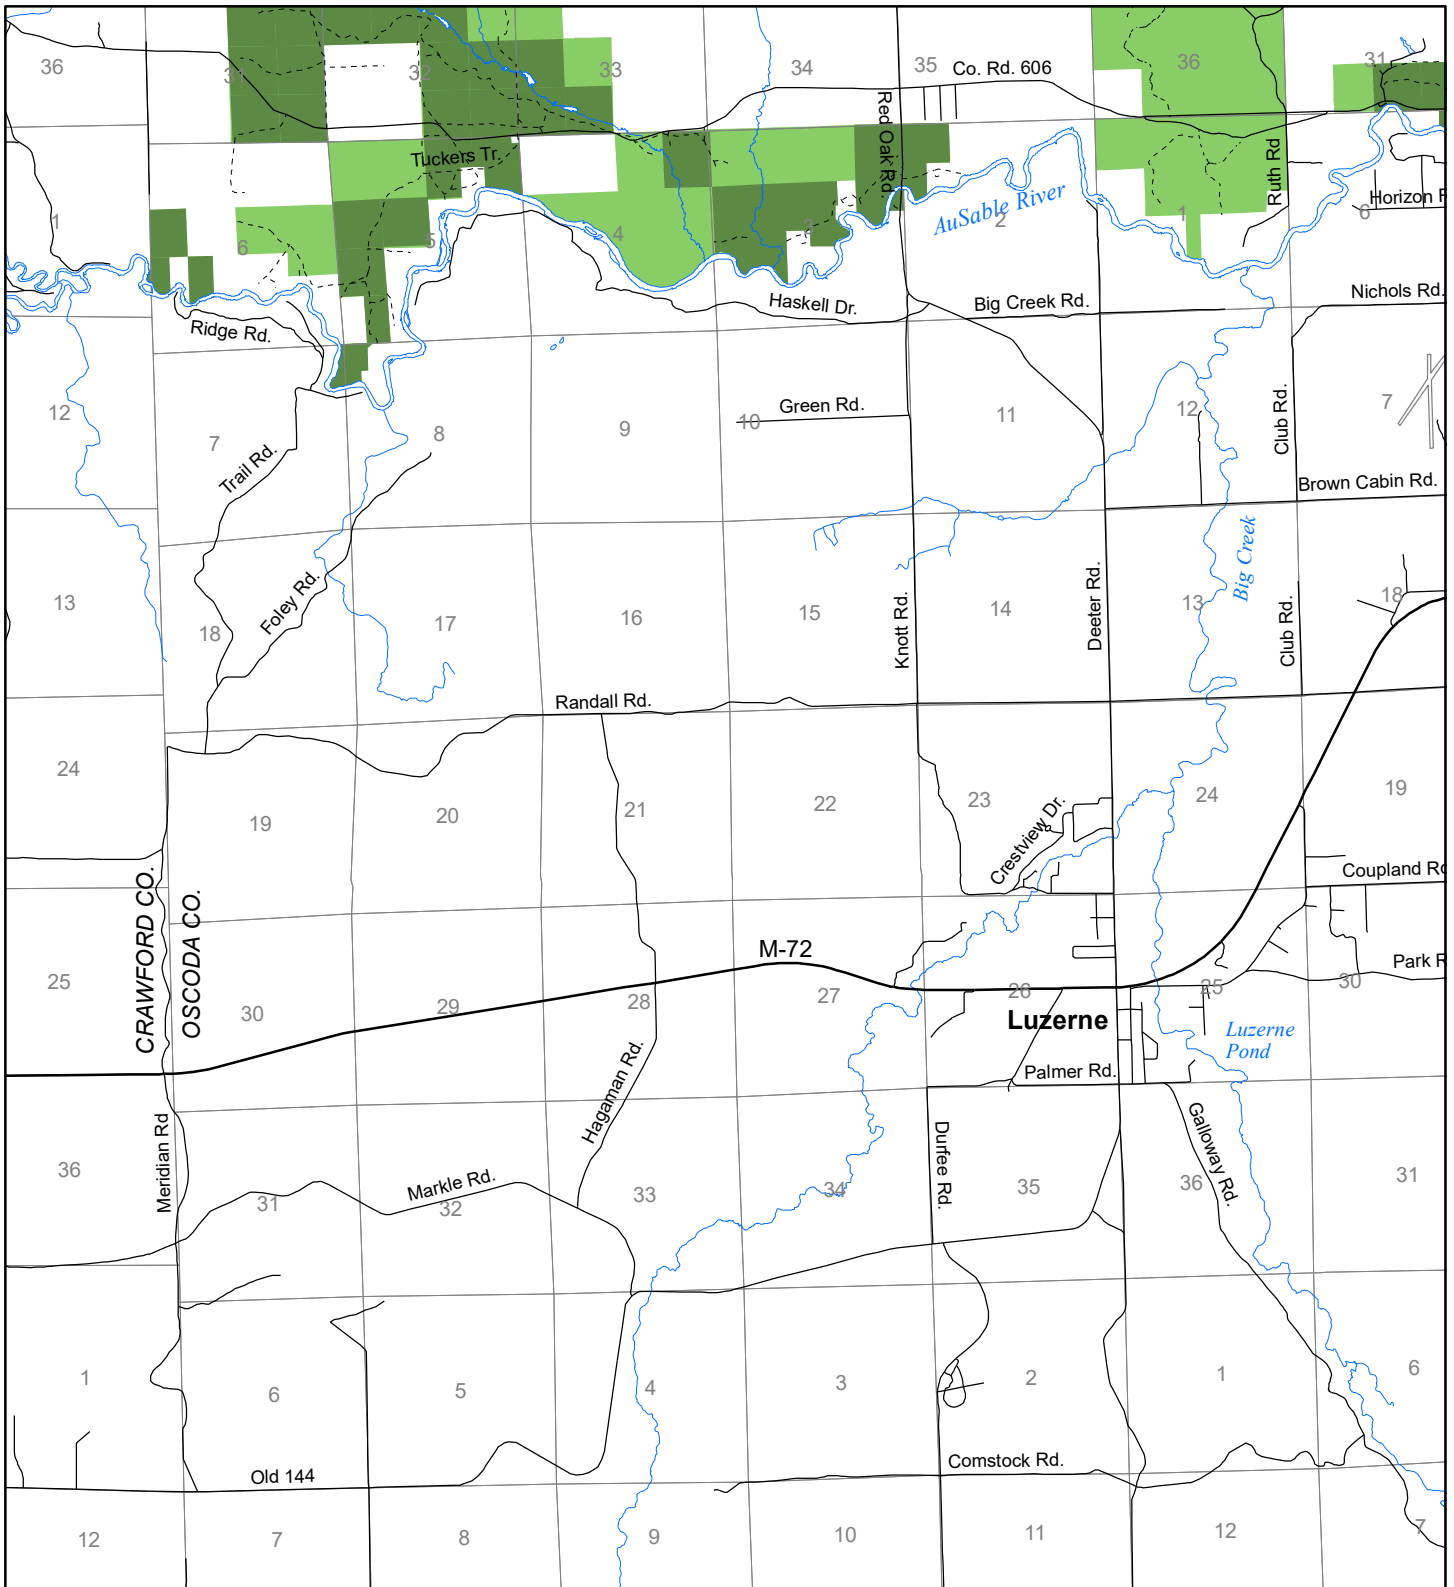 36
31
32
33
34
35
Co. Rd. 606
36
31
Red Oak Rd
Tuckers Tr.
Ruth Rd
Horizon R
1
6
5
4
3
AuSable River
2
1
6
Ridge Rd.
Haskell Dr.
Big Creek Rd.
Nichols Rd.
12
7
8
9
10
Green Rd.
11
12
Club Rd.
7
Trail Rd.
Brown Cabin Rd.
Big Creek
13
18
Foley Rd.
17
16
15
Knott Rd.
14
Deeter Rd.
13
Club Rd.
18
Randall Rd.
24
19
20
21
22
23
Crestview Dr.
24
19
Coupland Rd
CRAWFORD CO.
OSCODA CO.
M-72
Park R
25
30
29
28
27
26
25
30
Luzerne
Luzerne
Pond
Hagaman Rd.
Palmer Rd.
Meridian Rd
Durfee Rd.
Galloway Rd.
36
31
Markle Rd.
32
33
34
35
36
31
1
6
5
4
3
2
1
6
Old 144
Comstock Rd.
12
7
8
9
10
11
12
7